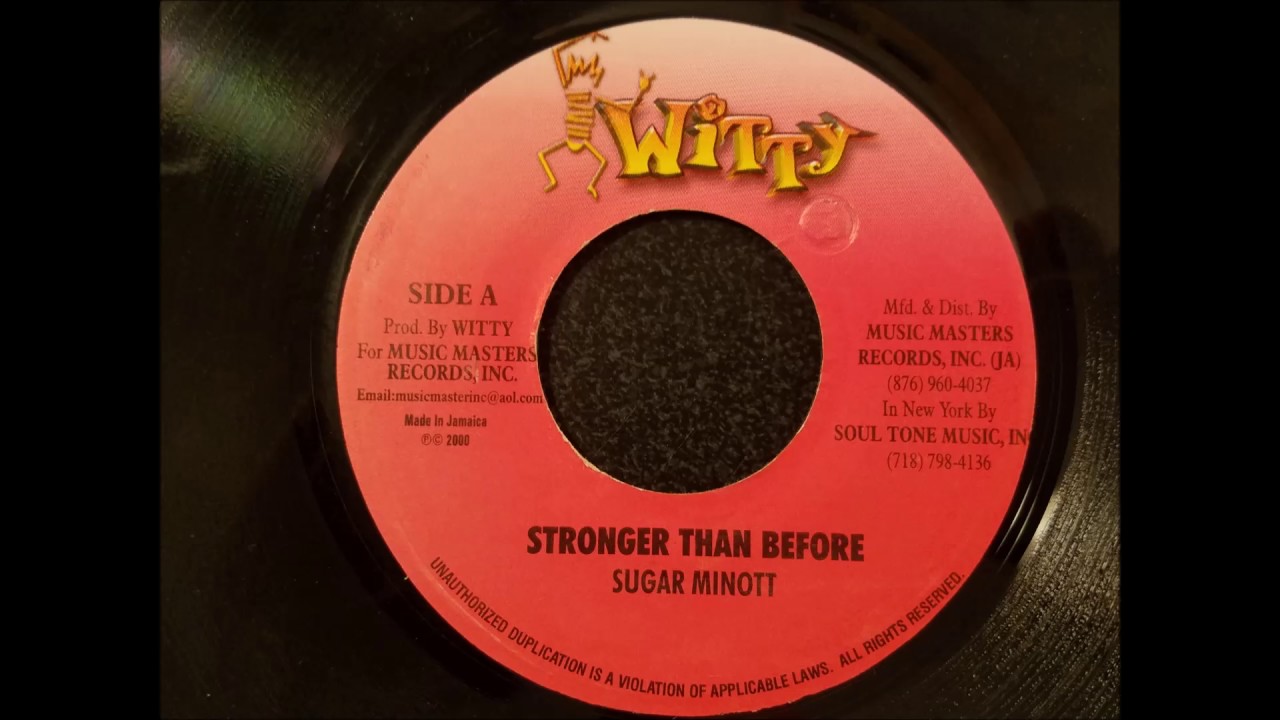 WiTTy
SIDE A
Prod. By WITTY
For MUSIC MASTERS
RECORDS, INC.
Email:musicmasterinc@aol.com
Made In Jamaica
℗© 2000
Mfd. & Dist. By
MUSIC MASTERS
RECORDS, INC. (JA)
(876) 960-4037
In New York By
SOUL TONE MUSIC, IN
(718) 798-4136
STRONGER THAN BEFORE
SUGAR MINOTT
UNAUTHORIZED DUPLICATION IS A VIOLATION OF APPLICABLE LAWS. ALL RIGHTS RESERVED.